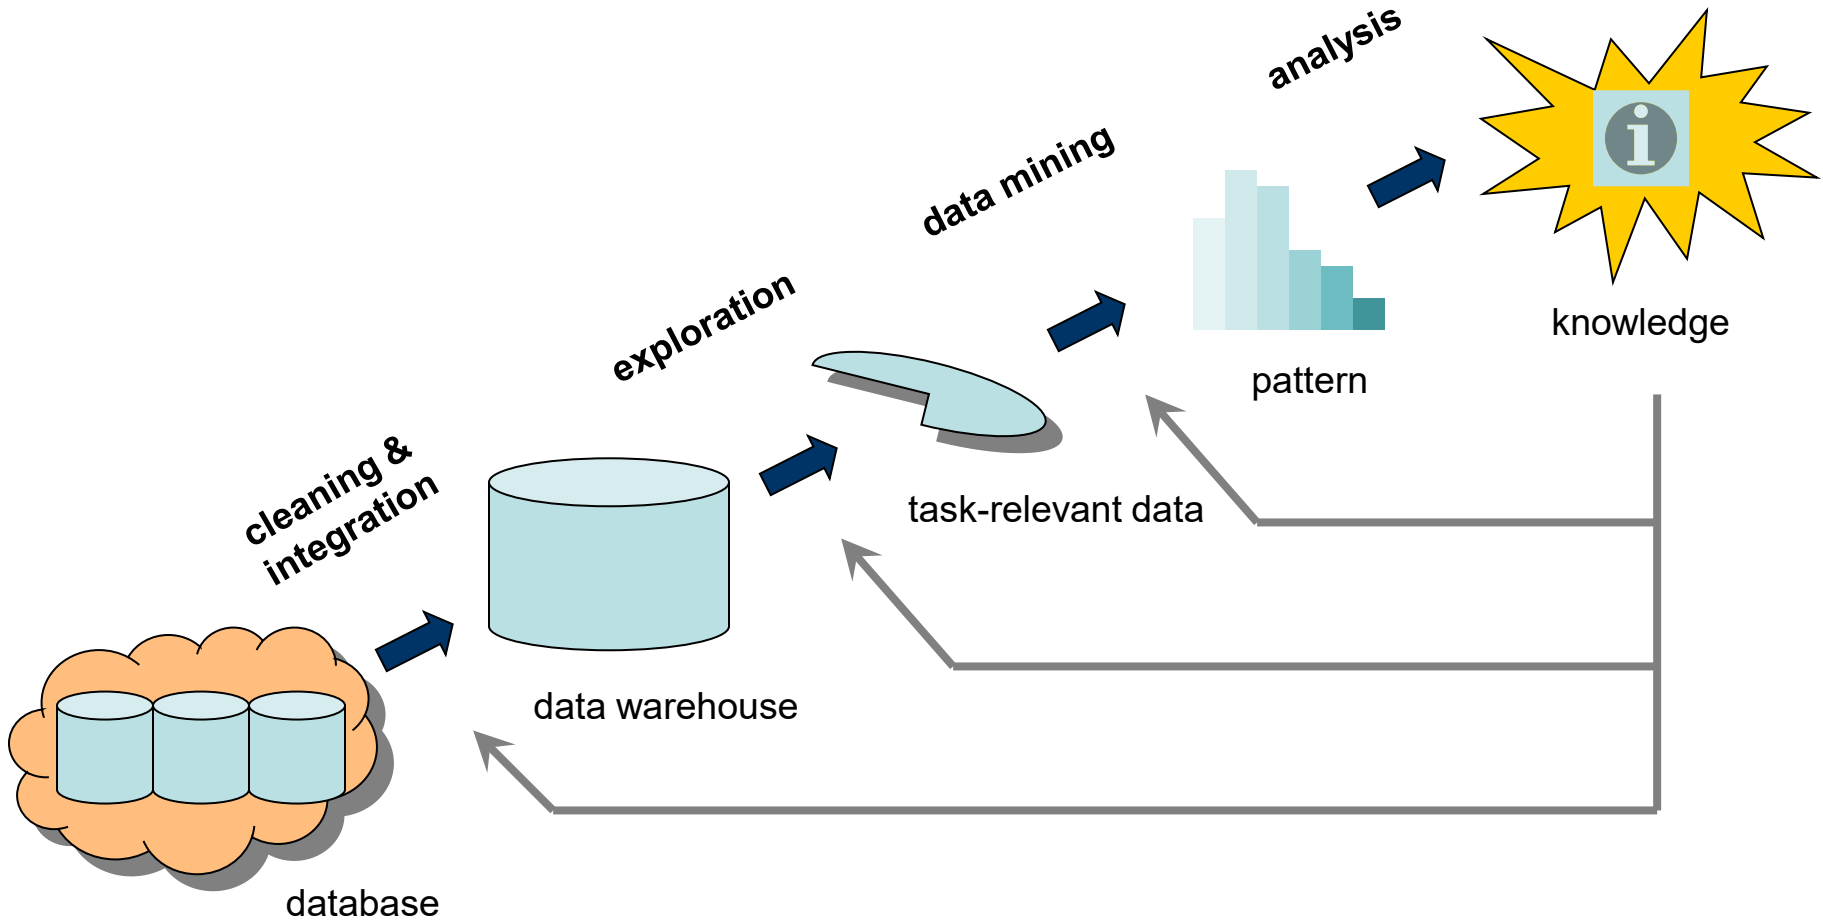 analysis
data mining
exploration
cleaning &
integration
i
knowledge
pattern
task-relevant data
data warehouse
database